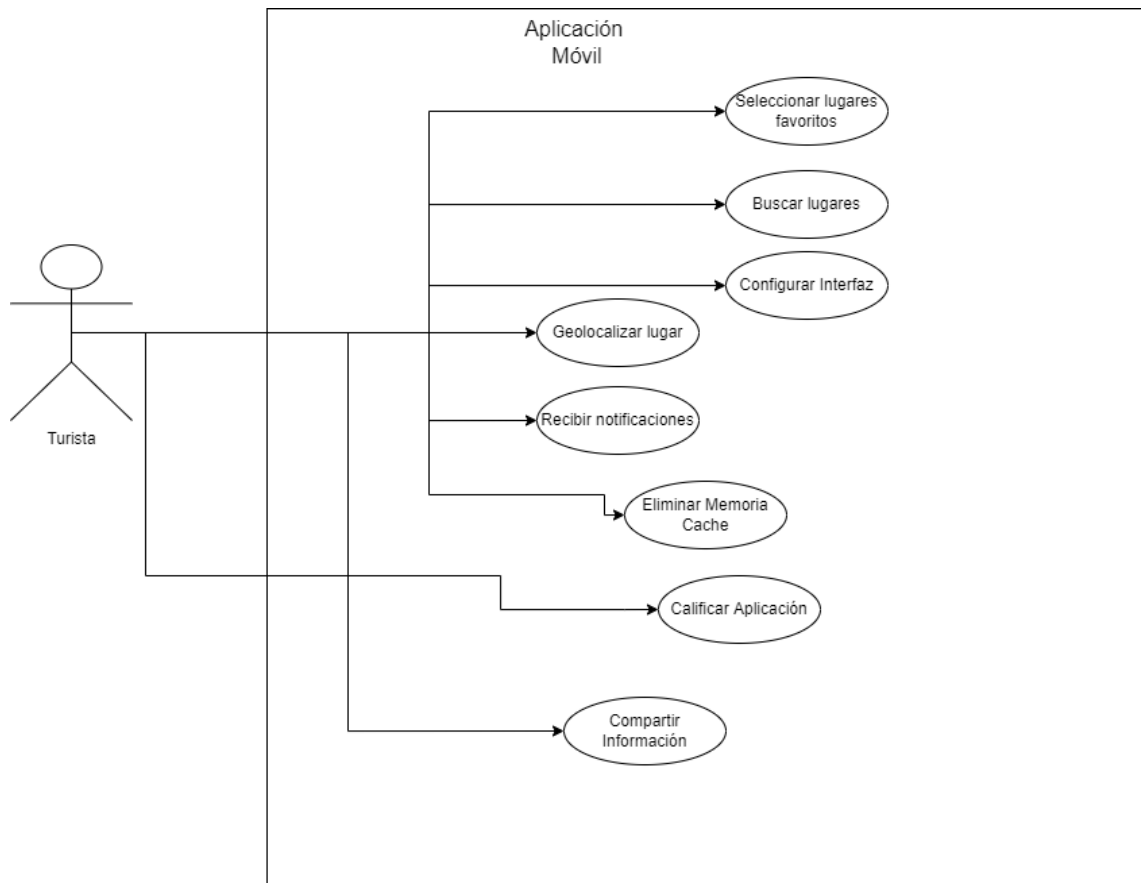 Aplicación
Móvil
Seleccionar lugares
favoritos
Buscar lugares
Configurar Interfaz
Geolocalizar lugar
Recibir notificaciones
Turista
Eliminar Memoria
Cache
Calificar Aplicación
Compartir
Información